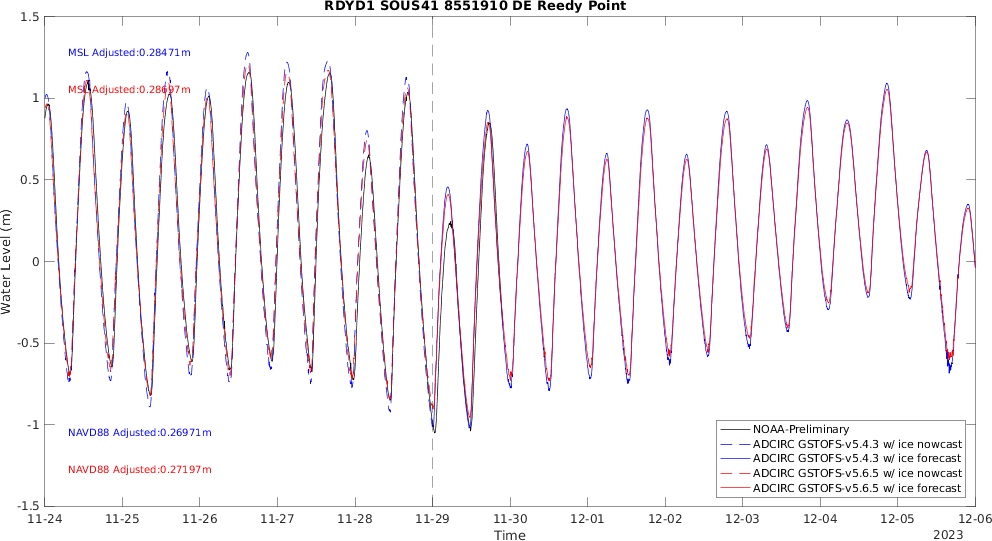 RDYD1 SOUS41 8551910 DE Reedy Point
1.5
1
0.5
0
-0.5
-1
-1.5
Water Level (m)
MSL Adjusted:0.28471m
MSL Adjusted:0.28697m
NAVD88 Adjusted:0.26971m
NAVD88 Adjusted:0.27197m
NOAA-Preliminary
ADCIRC GSTOFS-v5.4.3 w/ ice nowcast
ADCIRC GSTOFS-v5.4.3 w/ ice forecast
ADCIRC GSTOFS-v5.6.5 w/ ice nowcast
ADCIRC GSTOFS-v5.6.5 w/ ice forecast
11-24 11-25 11-26 11-27 11-28 11-29 11-30 12-01 12-02 12-03 12-04 12-05 12-06
Time
2023